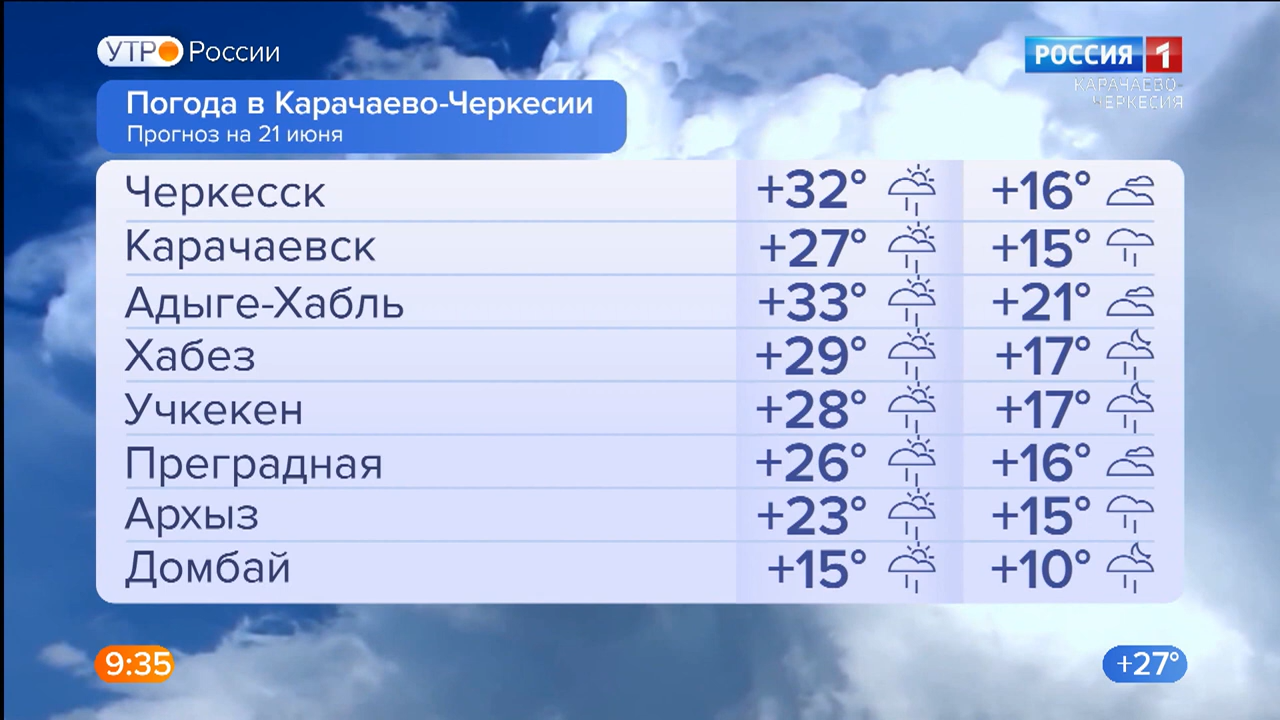 УТРО России
РОССИЯ 1
КАРАЧАЕВО-
ЧЕРКЕСИЯ
Погода в Карачаево-Черкесии
Прогноз на 21 июня
Черкесск +32° +16°
Карачаевск +27° +15°
Адыге-Хабль +33° +21°
Хабез +29° +17°
Учкекен +28° +17°
Преградная +26° +16°
Архыз +23° +15°
Домбай +15° +10°
9:35 +27°